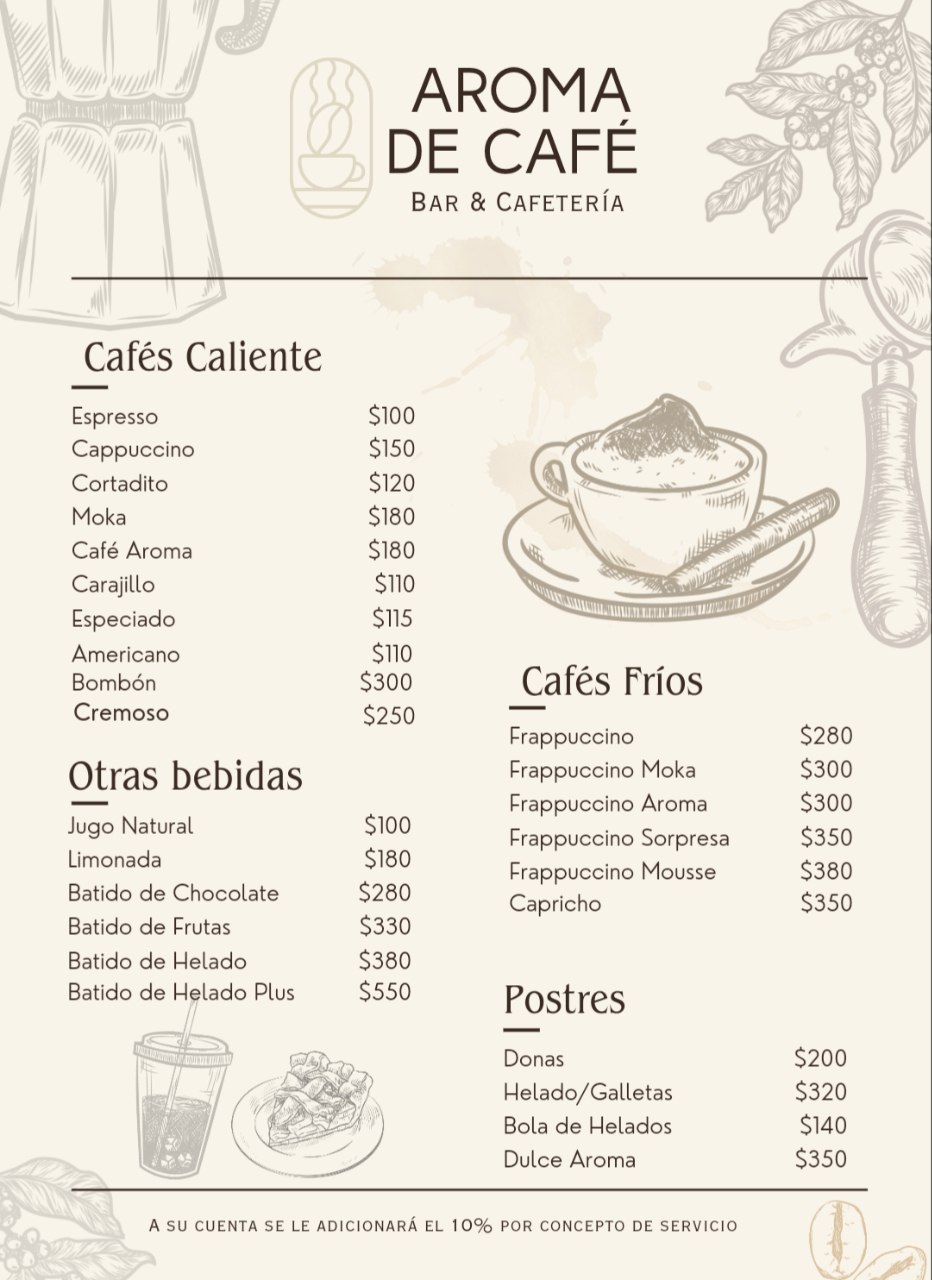 AROMA
DE CAFÉ
BAR & CAFETERÍA
Cafés Caliente
Espresso $100
Cappuccino $150
Cortadito $120
Moka $180
Café Aroma $180
Carajillo $110
Especiado $115
Americano $110
Bombón $300
Cremoso $250
Otras bebidas
Jugo Natural $100
Limonada $180
Batido de Chocolate $280
Batido de Frutas $330
Batido de Helado $380
Batido de Helado Plus $550
Cafés Fríos
Frappuccino $280
Frappuccino Moka $300
Frappuccino Aroma $300
Frappuccino Sorpresa $350
Frappuccino Mousse $380
Capricho $350
Postres
Donas $200
Helado/Galletas $320
Bola de Helados $140
Dulce Aroma $350
A SU CUENTA SE LE ADICIONARÁ EL 10% POR CONCEPTO DE SERVICIO